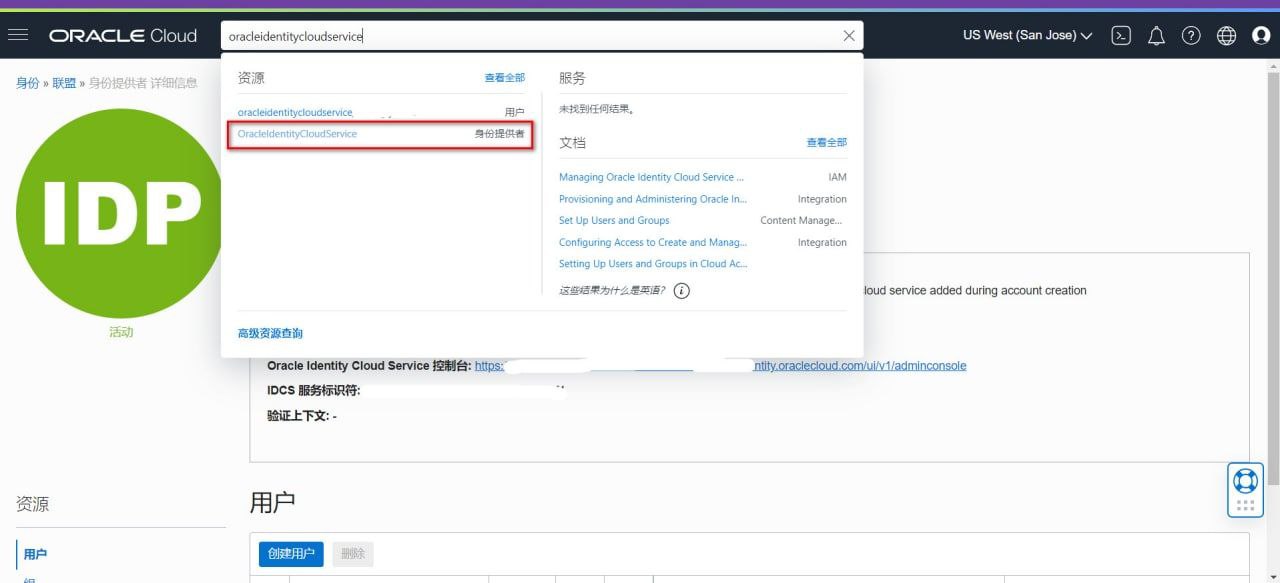 ORACLE Cloud
oracleidentitycloudservice
US West (San Jose)
身份 » 联盟 » 身份提供者 详细信息
IDP
活动
资源 查看全部
oracleidentitycloudservice 用户
OracleIdentityCloudService 身份提供者
高级资源查询
服务
未找到任何结果。
文档 查看全部
Managing Oracle Identity Cloud Service ... IAM
Provisioning and Administering Oracle In... Integration
Set Up Users and Groups Content Manage...
Configuring Access to Create and Manag... Integration
Setting Up Users and Groups in Cloud Ac...
这些结果为什么是英语?
loud service added during account creation
Oracle Identity Cloud Service 控制台: https: ntity.oraclecloud.com/ui/v1/adminconsole
IDCS 服务标识符:
验证上下文: -
资源
用户
用户
创建用户 删除